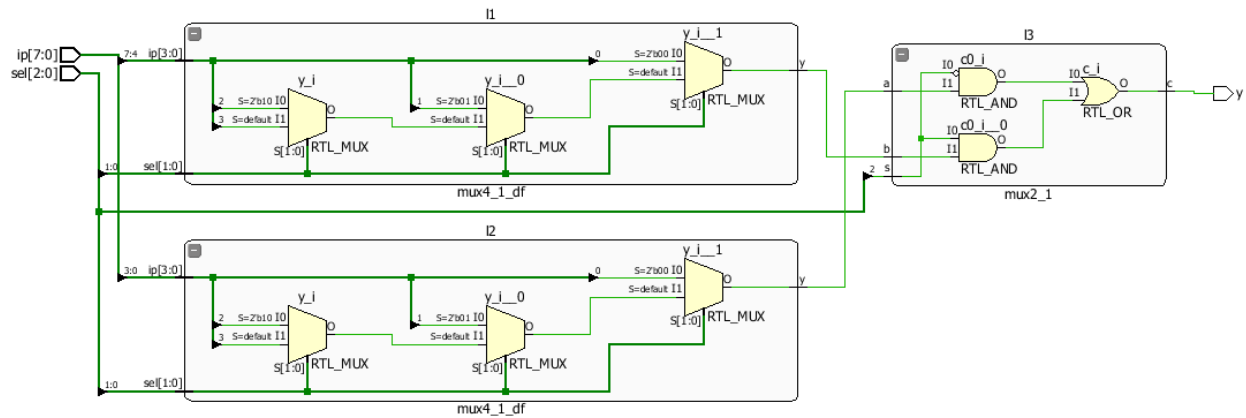 ip[7:0]
sel[2:0]
l1
7:4 ip[3:0]
0
y_i__1
S=2'b00 I0
S=default I1
O
S[1:0]
RTL_MUX
y
y_i
2 S=2'b10 I0
3 S=default I1
O
S[1:0]
RTL_MUX
y_i__0
1 S=2'b01 I0
S=default I1
O
S[1:0]
RTL_MUX
1:0 sel[1:0]
mux4_1_df
l3
a
b
2 s
c0_i
I0
I1
O
RTL_AND
c0_i__0
I0
I1
O
RTL_AND
c_i
I0
I1
O
RTL_OR
c
mux2_1
y
l2
3:0 ip[3:0]
0
y_i__1
S=2'b00 I0
S=default I1
O
S[1:0]
RTL_MUX
y
y_i
2 S=2'b10 I0
3 S=default I1
O
S[1:0]
RTL_MUX
y_i__0
1 S=2'b01 I0
S=default I1
O
S[1:0]
RTL_MUX
1:0 sel[1:0]
mux4_1_df